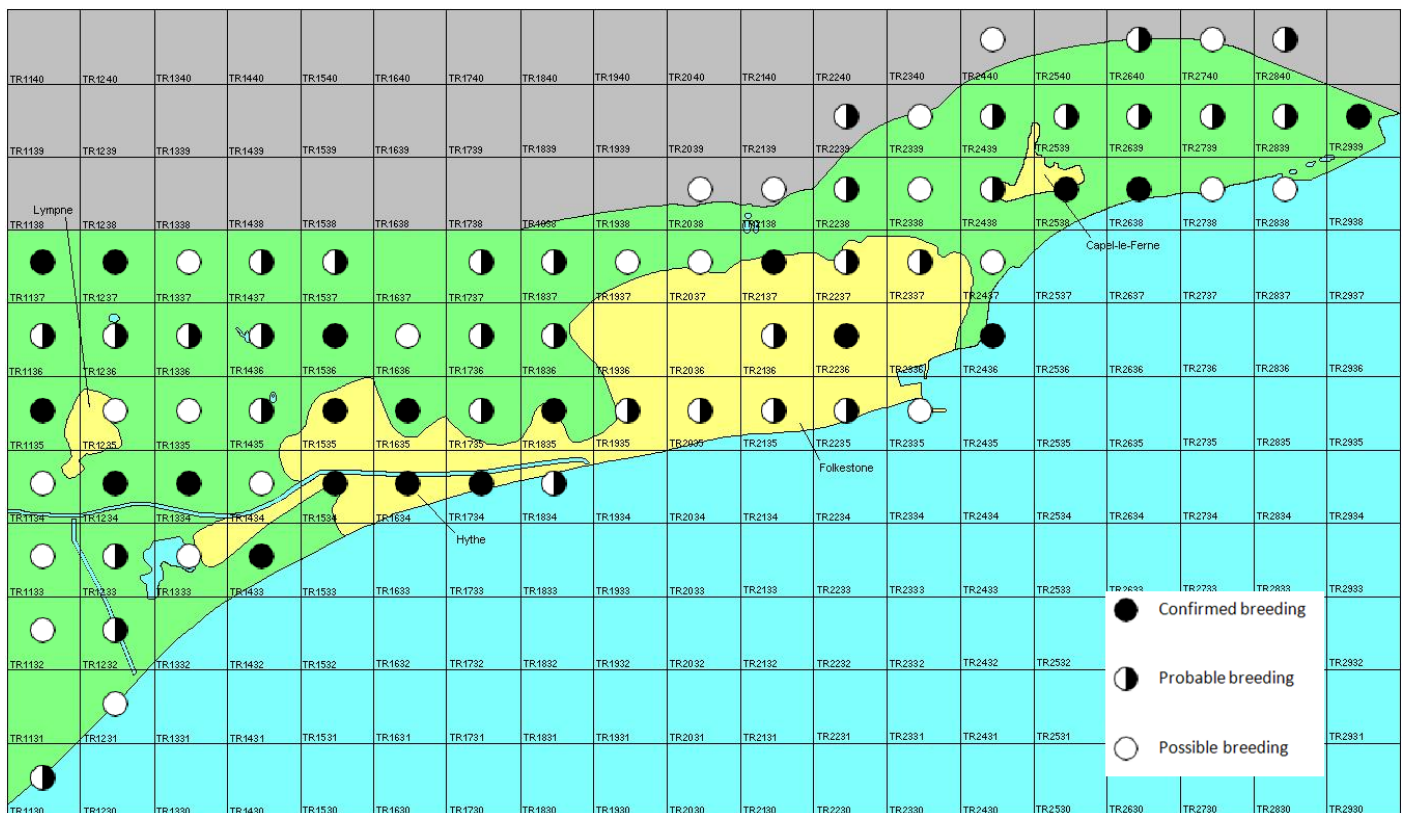 TR1140 TR1240 TR1340 TR1440 TR1540 TR1640 TR1740 TR1840 TR1940 TR2040 TR2140 TR2240 TR2340 TR2440 TR2540 TR2640 TR2740 TR2840
TR1139 TR1239 TR1339 TR1439 TR1539 TR1639 TR1739 TR1839 TR1939 TR2039 TR2139 TR2239 TR2339 TR2439 TR2539 TR2639 TR2739 TR2839 TR2939
Lympne
TR1138 TR1238 TR1338 TR1438 TR1538 TR1638 TR1738 TR1838 TR1938 TR2038 TR2138 TR2238 TR2338 TR2438 TR2538 TR2638 TR2738 TR2838 TR2938
Capel-le-Ferne
TR1137 TR1237 TR1337 TR1437 TR1537 TR1637 TR1737 TR1837 TR1937 TR2037 TR2137 TR2237 TR2337 TR2437 TR2537 TR2637 TR2737 TR2837 TR2937
TR1136 TR1236 TR1336 TR1436 TR1536 TR1636 TR1736 TR1836 TR1936 TR2036 TR2136 TR2236 TR2336 TR2436 TR2536 TR2636 TR2736 TR2836 TR2936
TR1135 TR1235 TR1335 TR1435 TR1535 TR1635 TR1735 TR1835 TR1935 TR2035 TR2135 TR2235 TR2335 TR2435 TR2535 TR2635 TR2735 TR2835 TR2935
Folkestone
TR1134 TR1234 TR1334 TR1434 TR1534 TR1634 TR1734 TR1834 TR1934 TR2034 TR2134 TR2234 TR2334 TR2434 TR2534 TR2634 TR2734 TR2834 TR2934
Hythe
TR1133 TR1233 TR1333 TR1433 TR1533 TR1633 TR1733 TR1833 TR1933 TR2033 TR2133 TR2233 TR2333 TR2433 TR2533 TR2633 TR2733 TR2833 TR2933
Confirmed breeding
TR1132 TR1232 TR1332 TR1432 TR1532 TR1632 TR1732 TR1832 TR1932 TR2032 TR2132 TR2232 TR2332 TR2432 TR2532 TR2932
Probable breeding
TR1131 TR1231 TR1331 TR1431 TR1531 TR1631 TR1731 TR1831 TR1931 TR2031 TR2131 TR2231 TR2331 TR2431 TR2531 TR2931
Possible breeding
TR1130 TR1230 TR1330 TR1430 TR1530 TR1630 TR1730 TR1830 TR1930 TR2030 TR2130 TR2230 TR2330 TR2430 TR2530 TR2630 TR2730 TR2830 TR2930